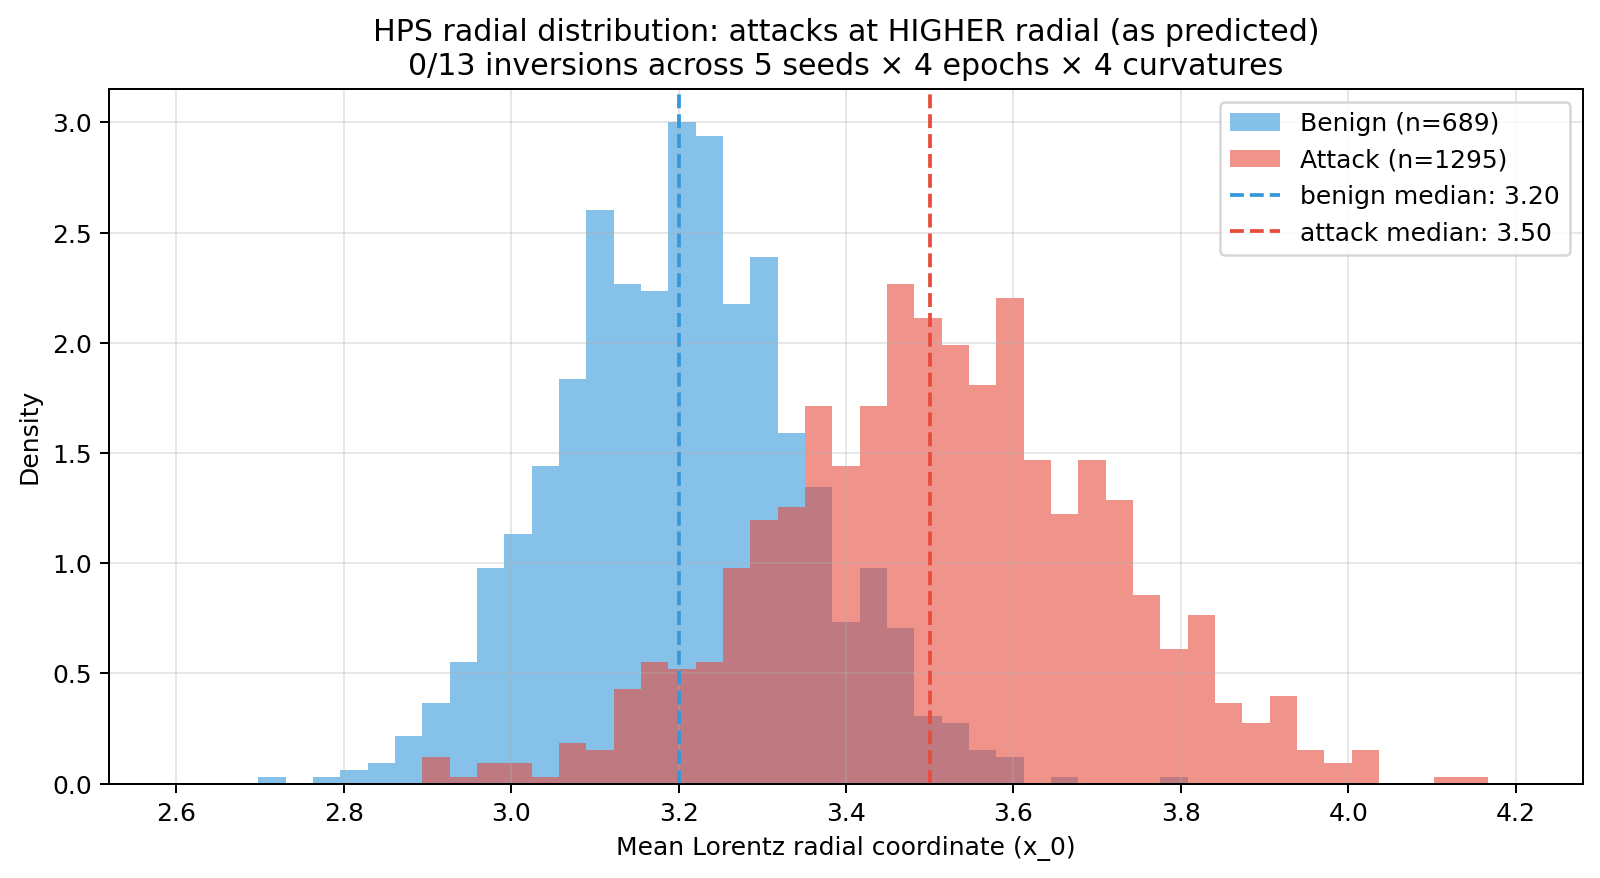 HPS radial distribution: attacks at HIGHER radial (as predicted)
0/13 inversions across 5 seeds × 4 epochs × 4 curvatures
Benign (n=689)
Attack (n=1295)
benign median: 3.20
attack median: 3.50
Density
3.0
2.5
2.0
1.5
1.0
0.5
0.0
2.6 2.8 3.0 3.2 3.4 3.6 3.8 4.0 4.2
Mean Lorentz radial coordinate (x_0)